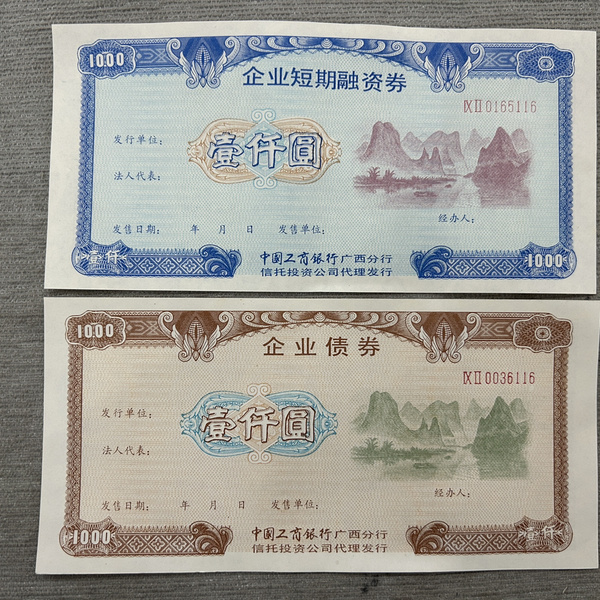 1000
企业短期融资券
IXII0165116
发行单位：
壹仟圆
法人代表：
经办人：
发售日期： 年 月 日 发售单位：
壹仟
中国工商银行广西分行
信托投资公司代理发行
1000
1000
企业债券
IXII0036116
发行单位：
壹仟圆
法人代表：
经办人：
发售日期： 年 月 日 发售单位：
1000
中国工商银行广西分行
信托投资公司代理发行
壹仟